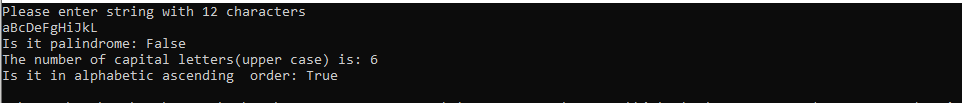 Please enter string with 12 characters
aBcDeFgHiJkL
Is it palindrome: False
The number of capital letters(upper case) is: 6
Is it in alphabetic ascending  order: True